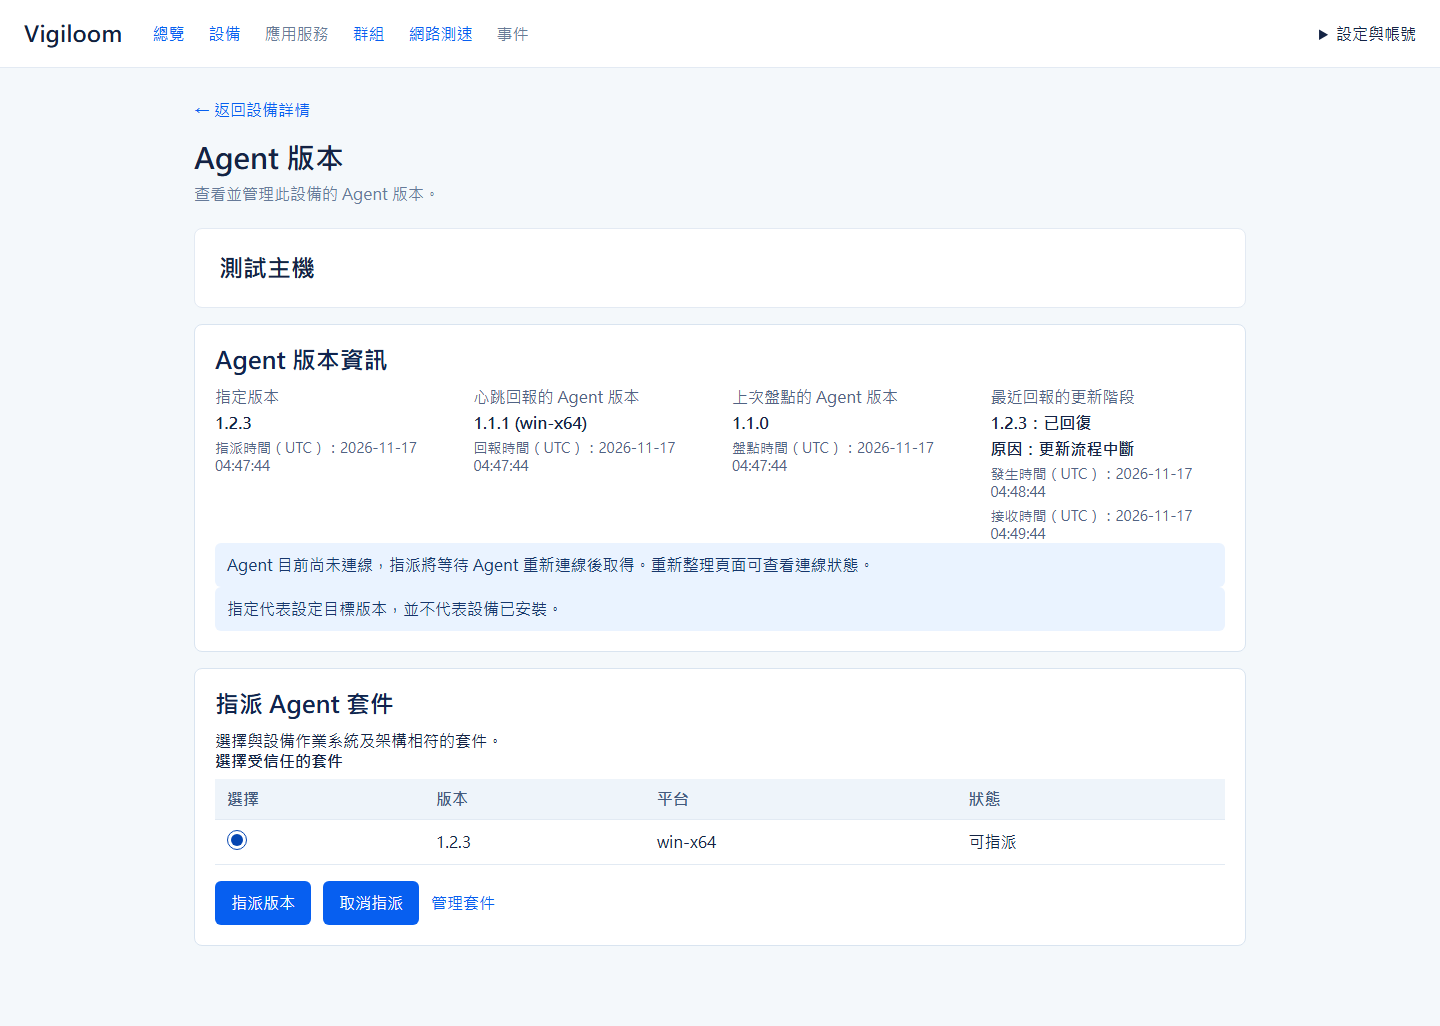 Vigiloom 總覽 設備 應用服務 群組 網路測速 事件 ▶ 設定與帳號
← 返回設備詳情
Agent 版本
查看並管理此設備的 Agent 版本。
測試主機
Agent 版本資訊
指定版本
1.2.3
指派時間（UTC）：2026-11-17
04:47:44
心跳回報的 Agent 版本
1.1.1 (win-x64)
回報時間（UTC）：2026-11-17
04:47:44
上次盤點的 Agent 版本
1.1.0
盤點時間（UTC）：2026-11-17
04:47:44
最近回報的更新階段
1.2.3：已回復
原因：更新流程中斷
發生時間（UTC）：2026-11-17
04:48:44
接收時間（UTC）：2026-11-17
04:49:44
Agent 目前尚未連線，指派將等待 Agent 重新連線後取得。重新整理頁面可查看連線狀態。
指定代表設定目標版本，並不代表設備已安裝。
指派 Agent 套件
選擇與設備作業系統及架構相符的套件。
選擇受信任的套件
選擇 版本 平台 狀態
1.2.3 win-x64 可指派
指派版本 取消指派 管理套件